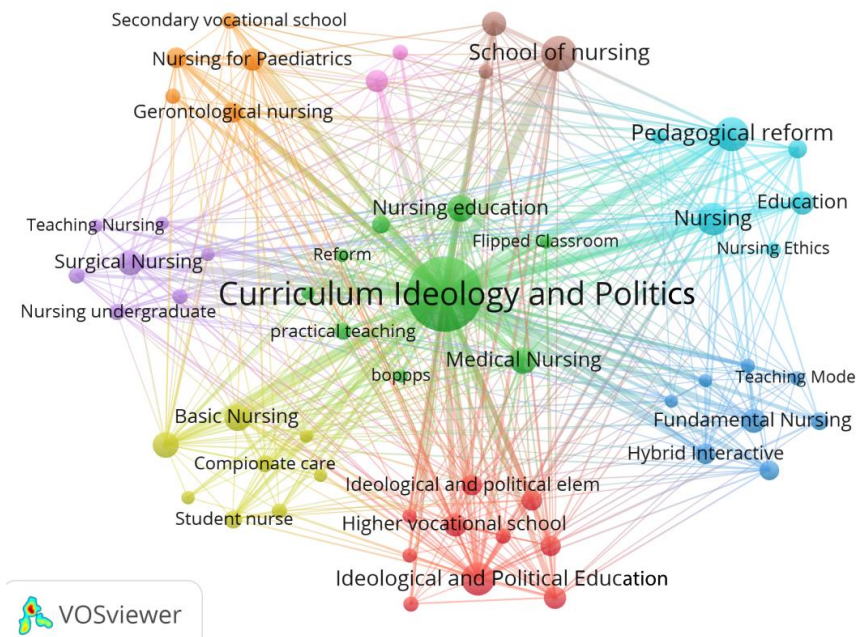 Secondary vocational school
School of nursing
Nursing for Paediatrics
Gerontological nursing
Pedagogical reform
Education
Nursing education
Nursing
Teaching Nursing
Flipped Classroom
Nursing Ethics
Reform
Surgical Nursing
Curriculum Ideology and Politics
Nursing undergraduate
practical teaching
Medical Nursing
boppps
Teaching Mode
Basic Nursing
Fundamental Nursing
Hybrid Interactive
Compionate care
Ideological and political elem
Student nurse
Higher vocational school
Ideological and Political Education
VOSviewer